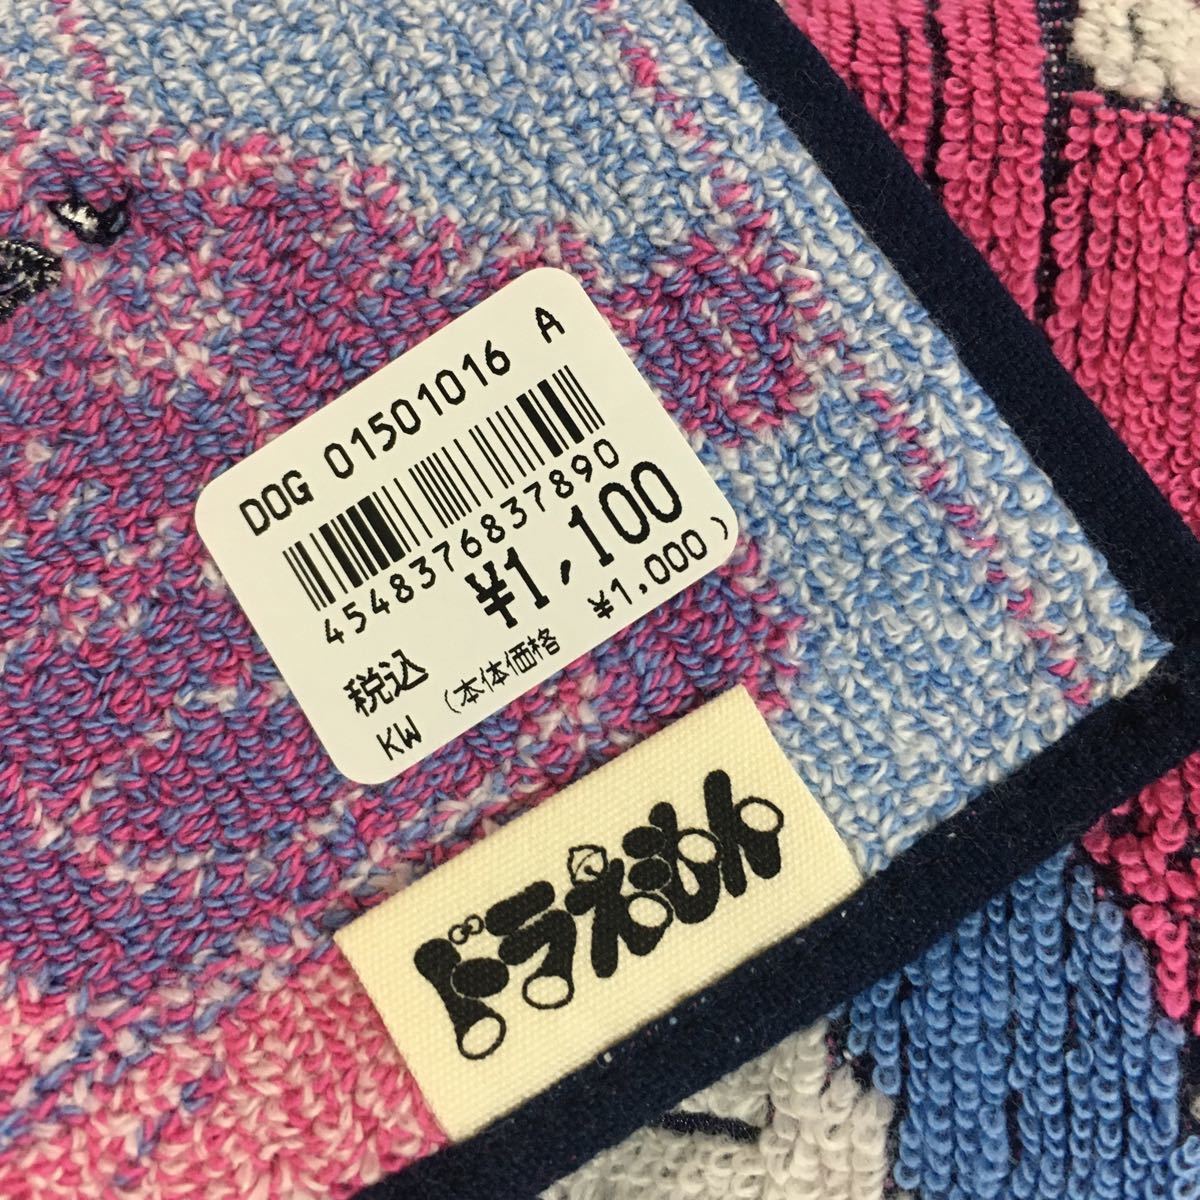 DOG 01501016 A
4548376837890
¥1,100
税込
(本体価格 ¥1,000)
KW
ドラえもん